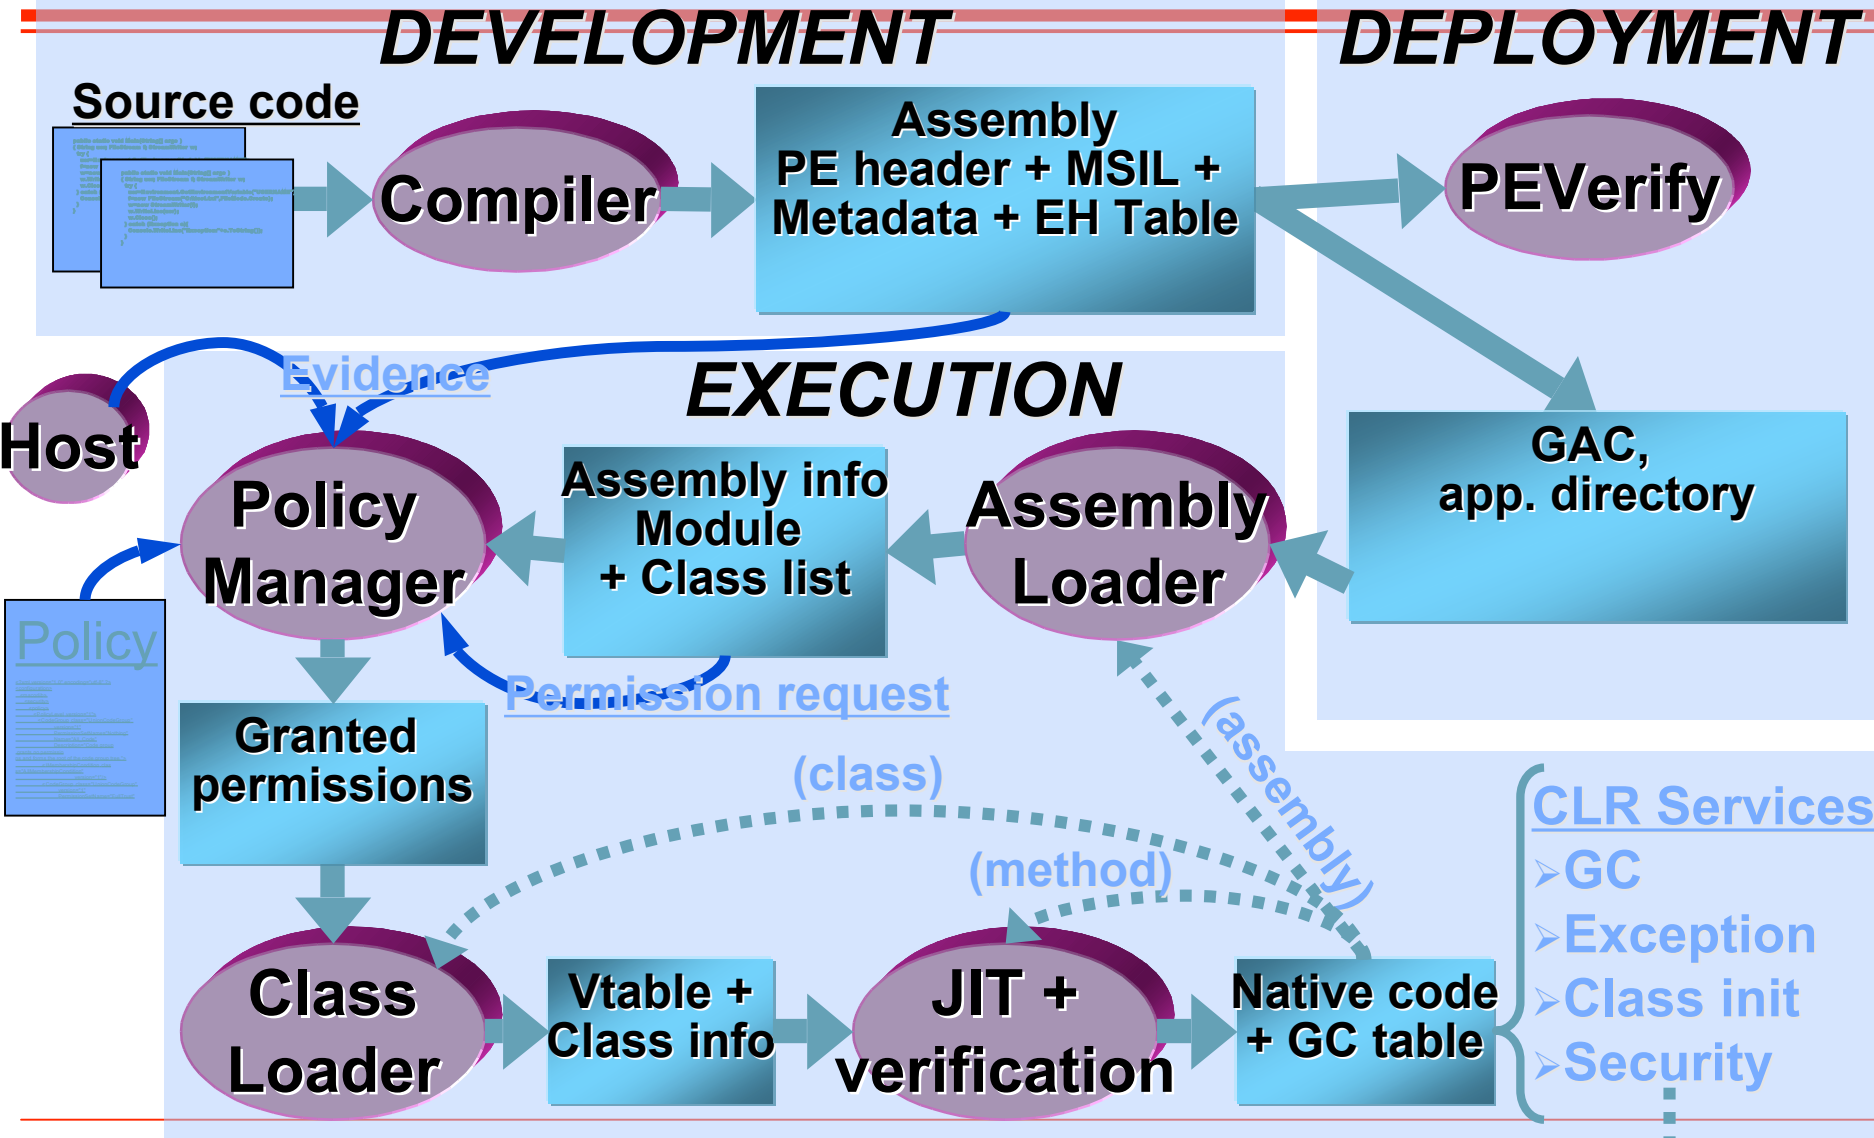 DEVELOPMENT
DEPLOYMENT
Source code
Compiler
Assembly
PE header + MSIL +
Metadata + EH Table
PEVerify
Evidence
EXECUTION
Host
Policy
Manager
Assembly info
Module
+ Class list
Assembly
Loader
GAC,
app. directory
Policy
Permission request
Granted
permissions
(class)
(assembly)
(method)
CLR Services
➢GC
➢Exception
➢Class init
➢Security
Class
Loader
Vtable +
Class info
JIT +
verification
Native code
+ GC table